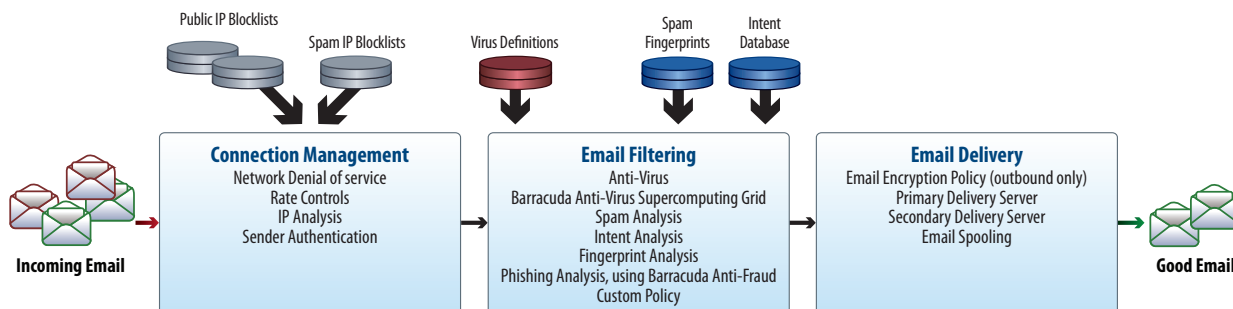 Public IP Blocklists
Spam IP Blocklists
Virus Definitions
Spam
Fingerprints
Intent
Database
Incoming Email
Connection Management
Network Denial of service
Rate Controls
IP Analysis
Sender Authentication
Email Filtering
Anti-Virus
Barracuda Anti-Virus Supercomputing Grid
Spam Analysis
Intent Analysis
Fingerprint Analysis
Phishing Analysis, using Barracuda Anti-Fraud
Custom Policy
Email Delivery
Email Encryption Policy (outbound only)
Primary Delivery Server
Secondary Delivery Server
Email Spooling
Good Email